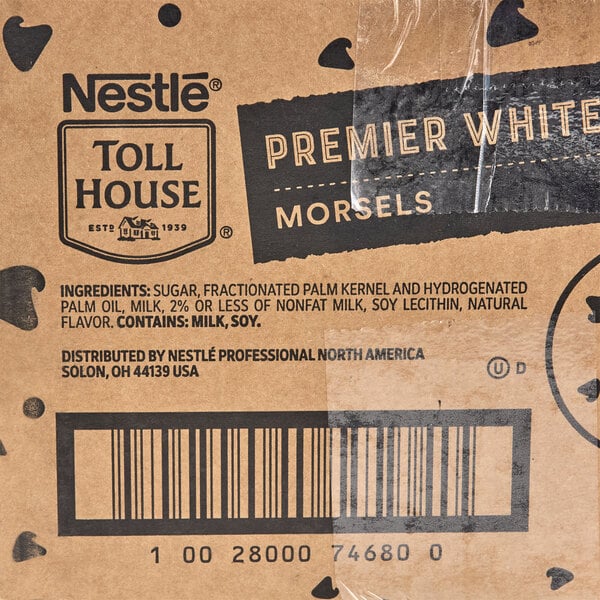 Nestlé®
TOLL
HOUSE
ESTD 1939
®
PREMIER WHITE
MORSELS
INGREDIENTS: SUGAR, FRACTIONATED PALM KERNEL AND HYDROGENATED
PALM OIL, MILK, 2% OR LESS OF NONFAT MILK, SOY LECITHIN, NATURAL
FLAVOR. CONTAINS: MILK, SOY.
DISTRIBUTED BY NESTLÉ PROFESSIONAL NORTH AMERICA
SOLON, OH 44139 USA
U D
1 00 28000 74680 0